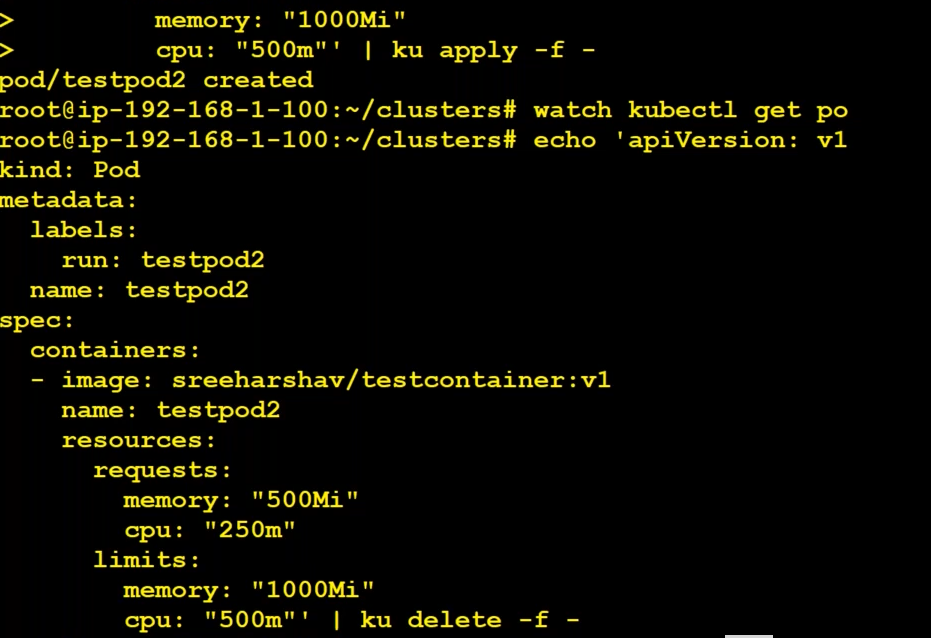 >         memory: "1000Mi"
>         cpu: "500m"' | ku apply -f -
pod/testpod2 created
root@ip-192-168-1-100:~/clusters# watch kubectl get po
root@ip-192-168-1-100:~/clusters# echo 'apiVersion: v1
kind: Pod
metadata:
  labels:
    run: testpod2
  name: testpod2
spec:
  containers:
  - image: sreeharshav/testcontainer:v1
    name: testpod2
    resources:
      requests:
        memory: "500Mi"
        cpu: "250m"
      limits:
        memory: "1000Mi"
        cpu: "500m"' | ku delete -f -